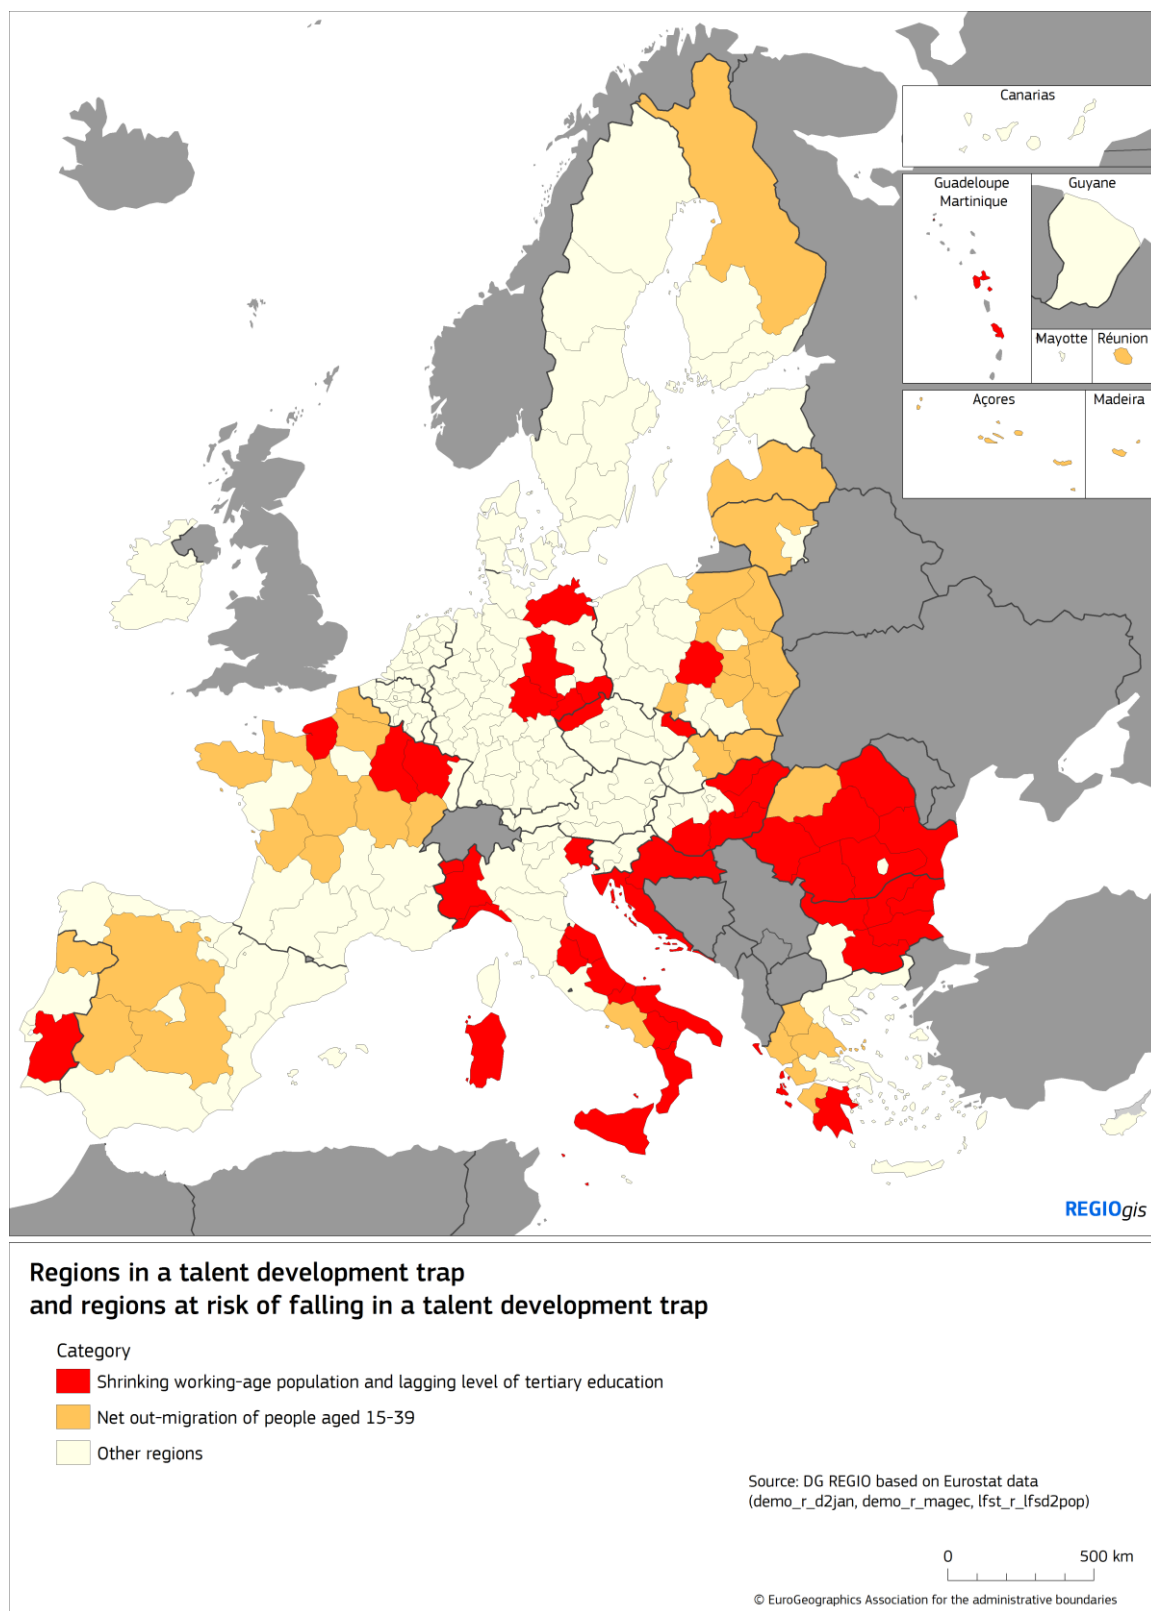 Canarias
Guadeloupe
Martinique
Guyane
Mayotte
Réunion
Açores
Madeira
REGIOgis
Regions in a talent development trap
and regions at risk of falling in a talent development trap
Category
Shrinking working-age population and lagging level of tertiary education
Net out-migration of people aged 15-39
Other regions
Source: DG REGIO based on Eurostat data
(demo_r_d2jan, demo_r_magec, lfst_r_lfsd2pop)
0 500 km
© EuroGeographics Association for the administrative boundaries